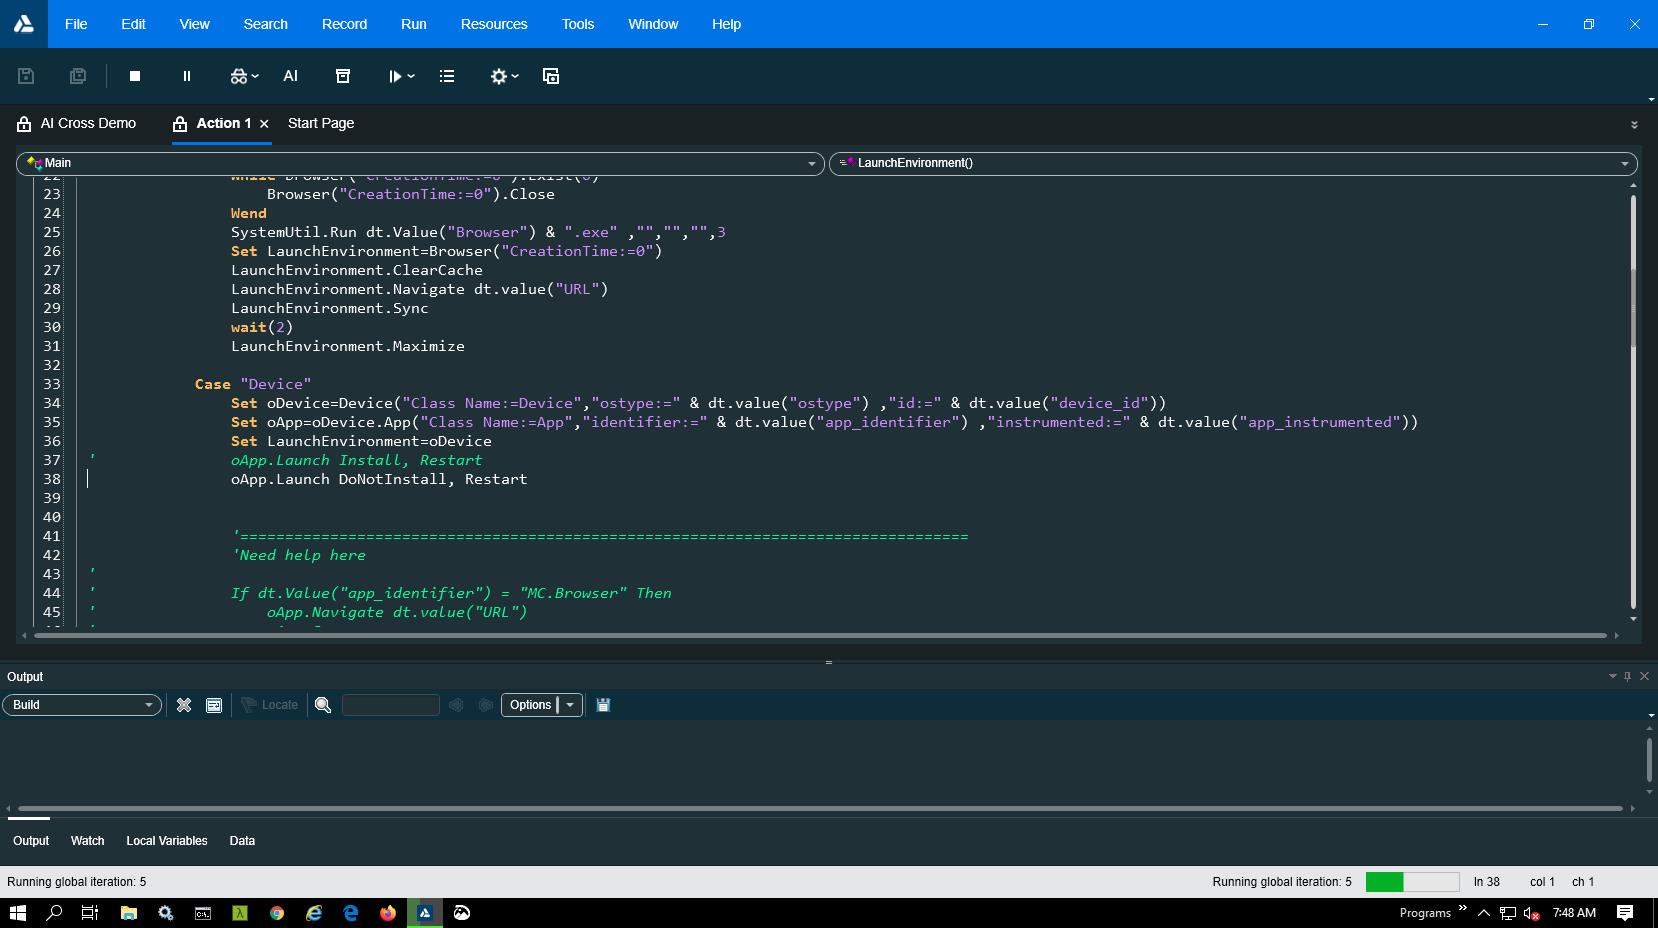 File Edit View Search Record Run Resources Tools Window Help
AI
AI Cross Demo Action 1 Start Page
Main LaunchEnvironment()
22 While Browser("CreationTime:=0").Exist(0)
23 Browser("CreationTime:=0").Close
24 Wend
25 SystemUtil.Run dt.Value("Browser") & ".exe" ,"","","",3
26 Set LaunchEnvironment=Browser("CreationTime:=0")
27 LaunchEnvironment.ClearCache
28 LaunchEnvironment.Navigate dt.value("URL")
29 LaunchEnvironment.Sync
30 wait(2)
31 LaunchEnvironment.Maximize
32
33 Case "Device"
34 Set oDevice=Device("Class Name:=Device","ostype:=" & dt.value("ostype") ,"id:=" & dt.value("device_id"))
35 Set oApp=oDevice.App("Class Name:=App","identifier:=" & dt.value("app_identifier") ,"instrumented:=" & dt.value("app_instrumented"))
36 Set LaunchEnvironment=oDevice
37 ' oApp.Launch Install, Restart
38 oApp.Launch DoNotInstall, Restart
39
40
41 '=================================================================================
42 'Need help here
43 '
44 ' If dt.Value("app_identifier") = "MC.Browser" Then
45 ' oApp.Navigate dt.value("URL")
Output
Build Locate Options
Output Watch Local Variables Data
Running global iteration: 5 Running global iteration: 5 ln 38 col 1 ch 1
Programs 7:48 AM